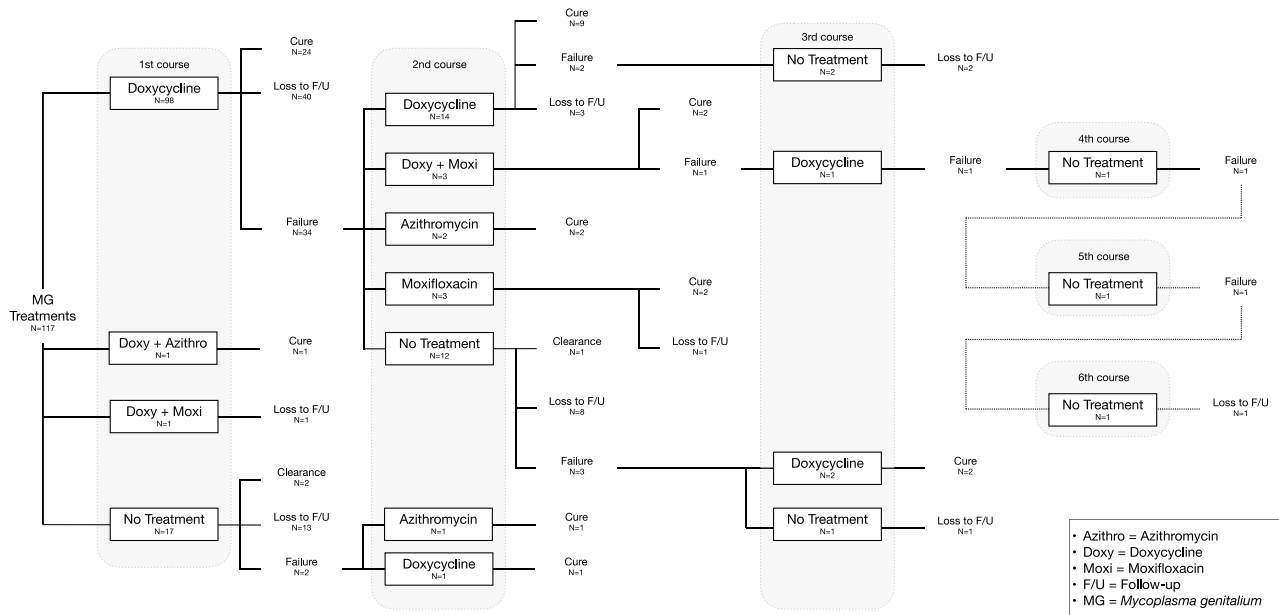 MG
Treatments
N=117
1st course
Doxycycline
N=98
Cure
N=24
Loss to F/U
N=40
Failure
N=34
Doxy + Azithro
N=1
Cure
N=1
Doxy + Moxi
N=1
Loss to F/U
N=1
No Treatment
N=17
Clearance
N=2
Loss to F/U
N=13
Failure
N=2
2nd course
Doxycycline
N=14
Cure
N=9
Failure
N=2
Loss to F/U
N=3
Doxy + Moxi
N=3
Cure
N=2
Failure
N=1
Azithromycin
N=2
Cure
N=2
Moxifloxacin
N=3
Cure
N=2
Loss to F/U
N=1
No Treatment
N=12
Clearance
N=1
Loss to F/U
N=8
Failure
N=3
Azithromycin
N=1
Cure
N=1
Doxycycline
N=1
Cure
N=1
3rd course
No Treatment
N=2
Loss to F/U
N=2
Doxycycline
N=1
Failure
N=1
Doxycycline
N=2
Cure
N=2
No Treatment
N=1
Loss to F/U
N=1
4th course
No Treatment
N=1
Failure
N=1
5th course
No Treatment
N=1
Failure
N=1
6th course
No Treatment
N=1
Loss to F/U
N=1
• Azithro = Azithromycin
• Doxy = Doxycycline
• Moxi = Moxifloxacin
• F/U = Follow-up
• MG = Mycoplasma genitalium